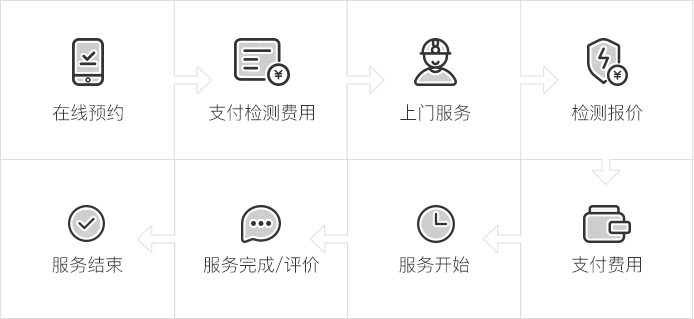 在线预约
支付检测费用
上门服务
检测报价
支付费用
服务开始
服务完成/评价
服务结束